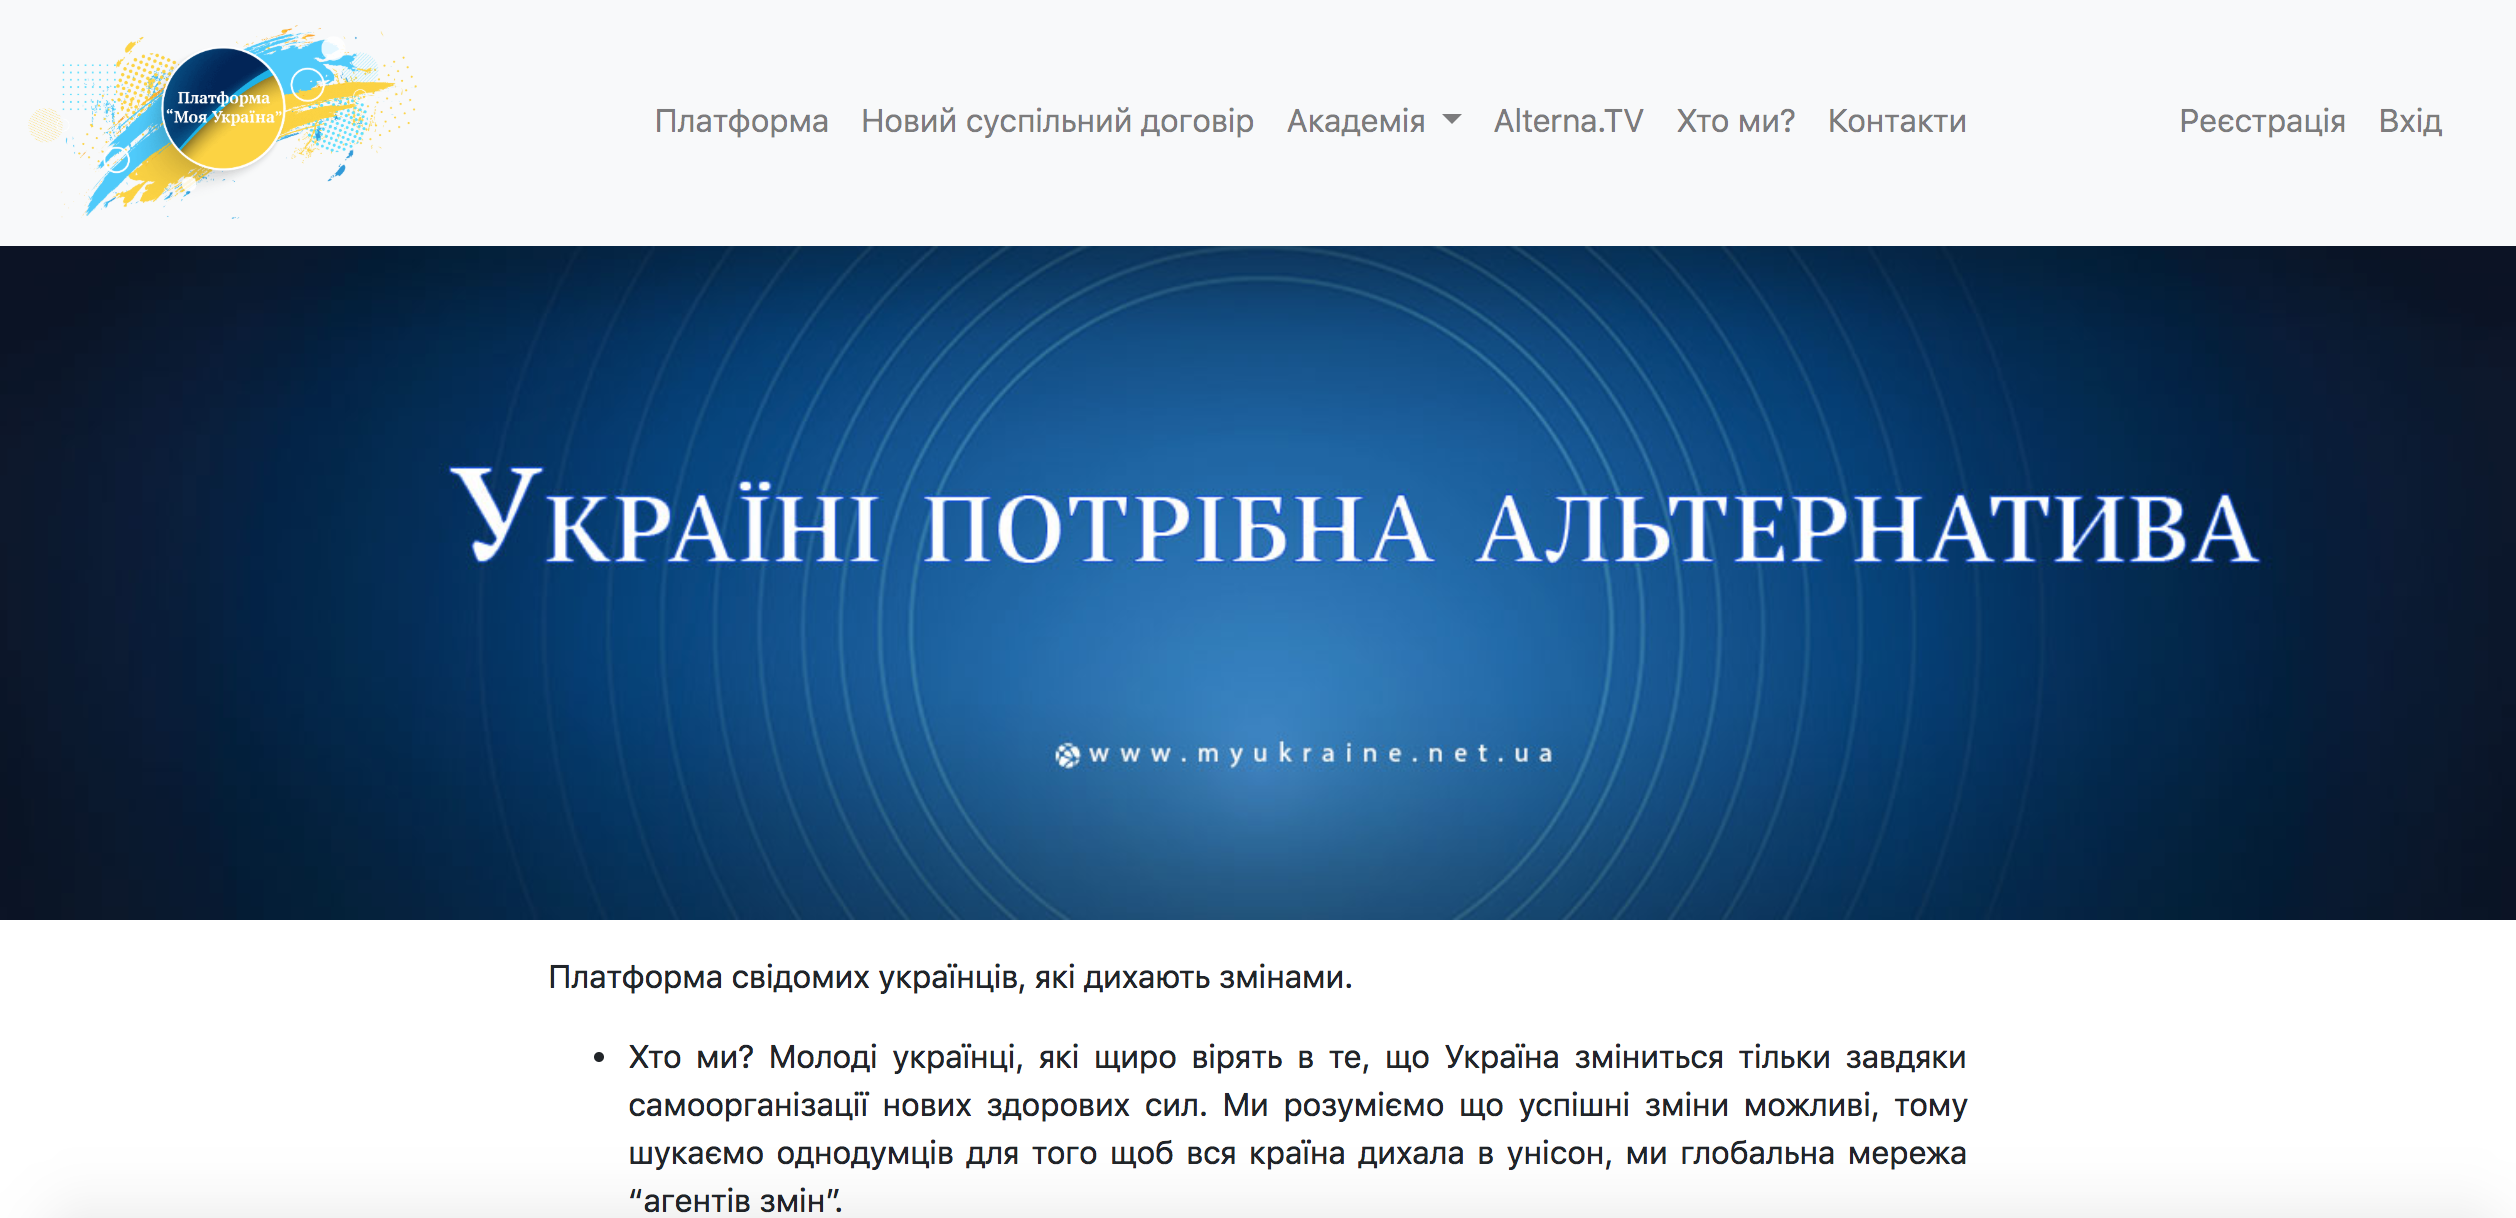 Платформа
“Моя Україна”
Платформа Новий суспільний договір Академія Alterna.TV Хто ми? Контакти Реєстрація Вхід
Україні потрібна альтернатива
www.myukraine.net.ua
Платформа свідомих українців, які дихають змінами.
• Хто ми? Молоді українці, які щиро вірять в те, що Україна зміниться тільки завдяки
самоорганізації нових здорових сил. Ми розуміємо що успішні зміни можливі, тому
шукаємо однодумців для того щоб вся країна дихала в унісон, ми глобальна мережа
“агентів змін”.